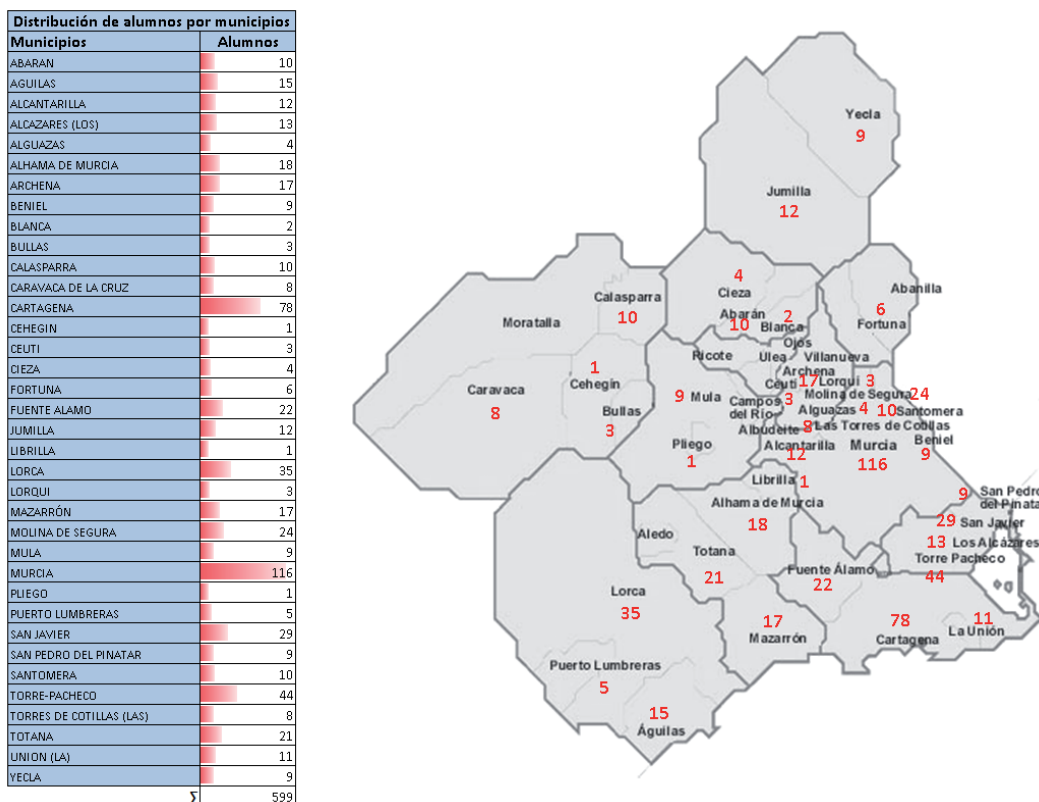 Distribución de alumnos por municipios
Municipios Alumnos
ABARAN 10
AGUILAS 15
ALCANTARILLA 12
ALCAZARES (LOS) 13
ALGUAZAS 4
ALHAMA DE MURCIA 18
ARCHENA 17
BENIEL 9
BLANCA 2
BULLAS 3
CALASPARRA 10
CARAVACA DE LA CRUZ 8
CARTAGENA 78
CEHEGIN 1
CEUTI 3
CIEZA 4
FORTUNA 6
FUENTE ALAMO 22
JUMILLA 12
LIBRILLA 1
LORCA 35
LORQUI 3
MAZARRÓN 17
MOLINA DE SEGURA 24
MULA 9
MURCIA 116
PLIEGO 1
PUERTO LUMBRERAS 5
SAN JAVIER 29
SAN PEDRO DEL PINATAR 9
SANTOMERA 10
TORRE-PACHECO 44
TORRES DE COTILLAS (LAS) 8
TOTANA 21
UNION (LA) 11
YECLA 9
Σ 599
Yecla
9
Jumilla
12
4
Cieza
Abarán
10
2
Blanca
Abanilla
6
Fortuna
Calasparra
10
Moratalla
Ojós
Ricote
Ulea
Villanueva
1
Cehegín
Caravaca
8
Bullas
3
9 Mula
Archena
17
Ceutí
3
Lorquí
3
24
Molina de Segura
Campos
del Río
Alguazas
4
10
Santomera
Albudeite
8
Las Torres de Cotillas
Pliego
1
Alcantarilla
12
Murcia
116
Beniel
9
Librilla
1
Alhama de Murcia
18
9
San Pedro
del Pinata
29
San Javier
13
Los Alcázares
Torre Pacheco
44
Aledo
Totana
21
Fuente Álamo
22
Lorca
35
17
Mazarrón
78
Cartagena
11
La Unión
Puerto Lumbreras
5
15
Águilas